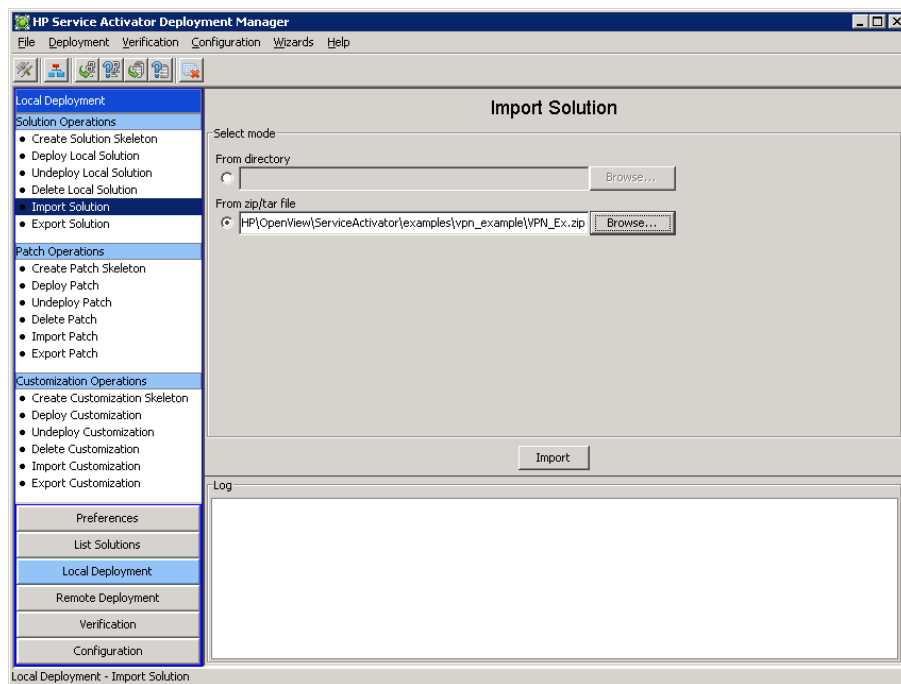 HP Service Activator Deployment Manager
File Deployment Verification Configuration Wizards Help
Local Deployment
Solution Operations
Create Solution Skeleton
Deploy Local Solution
Undeploy Local Solution
Delete Local Solution
Import Solution
Export Solution
Patch Operations
Create Patch Skeleton
Deploy Patch
Undeploy Patch
Delete Patch
Import Patch
Export Patch
Customization Operations
Create Customization Skeleton
Deploy Customization
Undeploy Customization
Delete Customization
Import Customization
Export Customization
Preferences
List Solutions
Local Deployment
Remote Deployment
Verification
Configuration
Import Solution
Select mode
From directory
Browse...
From zip/tar file
HP\OpenView\ServiceActivator\examples\vpn_example\VPN_Ex.zip
Browse...
Import
Log
Local Deployment - Import Solution